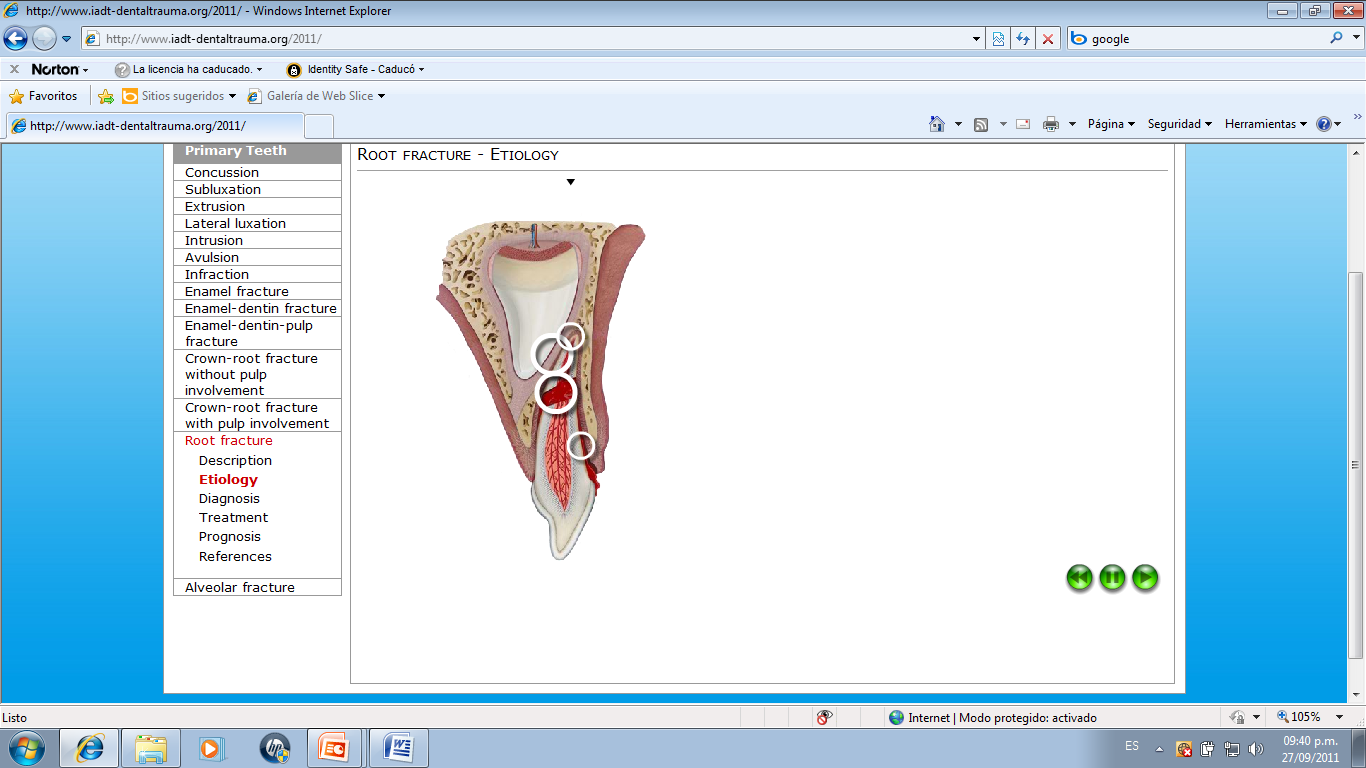 http://www.iadt-dentaltrauma.org/2011/ - Windows Internet Explorer
http://www.iadt-dentaltrauma.org/2011/
google
Norton
La licencia ha caducado.
Identity Safe - Caducó
Favoritos
Sitios sugeridos
Galería de Web Slice
http://www.iadt-dentaltrauma.org/2011/
Página
Seguridad
Herramientas
»
Primary Teeth
Concussion
Subluxation
Extrusion
Lateral luxation
Intrusion
Avulsion
Infraction
Enamel fracture
Enamel-dentin fracture
Enamel-dentin-pulp
fracture
Crown-root fracture
without pulp
involvement
Crown-root fracture
with pulp involvement
Root fracture
Description
Etiology
Diagnosis
Treatment
Prognosis
References
Alveolar fracture
Root fracture - Etiology
Listo
Internet | Modo protegido: activado
105%
ES
09:40 p.m.
27/09/2011